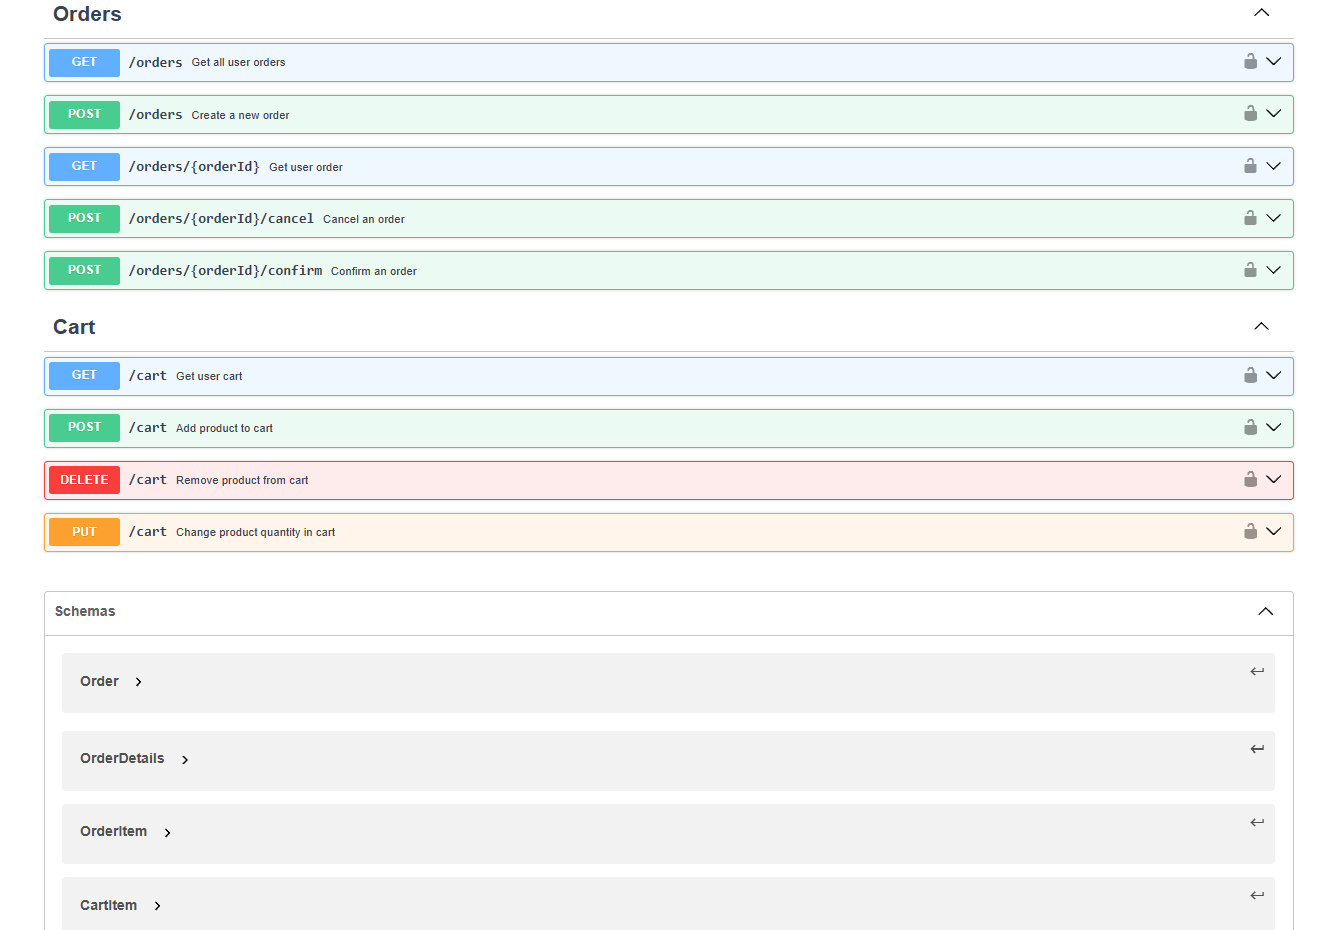 Orders
GET /orders Get all user orders
POST /orders Create a new order
GET /orders/{orderId} Get user order
POST /orders/{orderId}/cancel Cancel an order
POST /orders/{orderId}/confirm Confirm an order
Cart
GET /cart Get user cart
POST /cart Add product to cart
DELETE /cart Remove product from cart
PUT /cart Change product quantity in cart
Schemas
Order
OrderDetails
OrderItem
CartItem